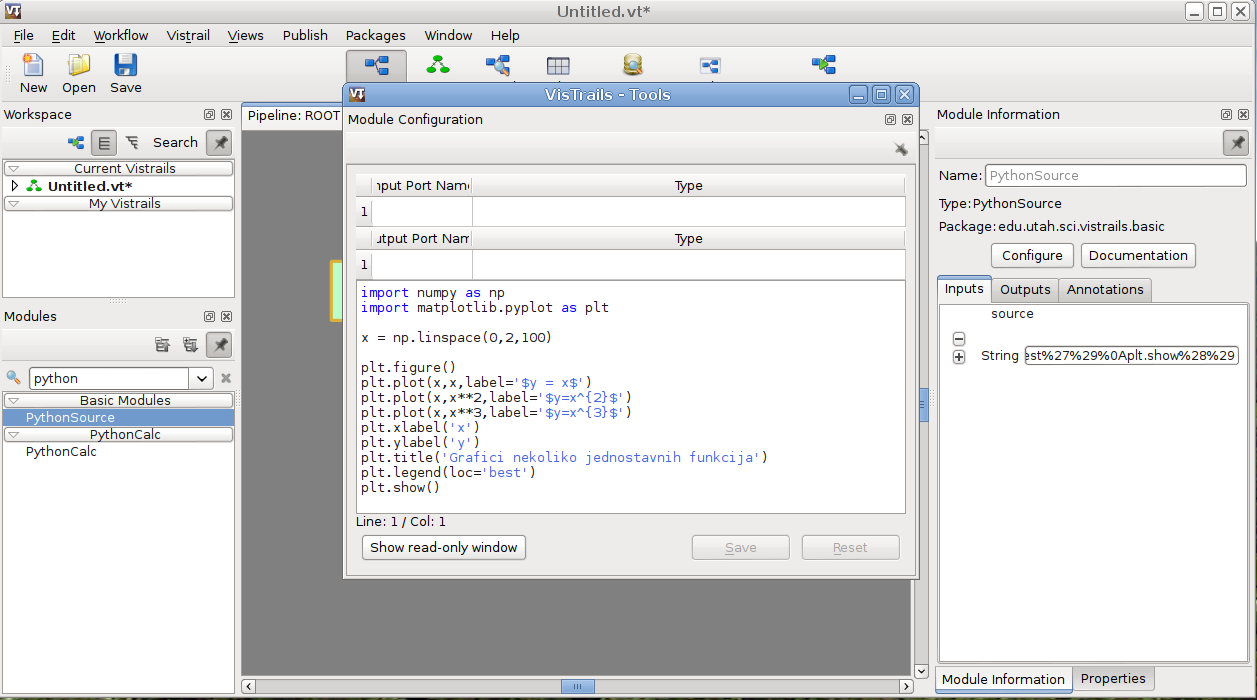 Untitled.vt*
File Edit Workflow Vistrail Views Publish Packages Window Help
New Open Save
VisTrails - Tools
Workspace
Search
Current Vistrails
Untitled.vt*
My Vistrails
Modules
python
Basic Modules
PythonSource
PythonCalc
PythonCalc
Pipeline: ROOT
Module Configuration
nput Port Name Type
1
utput Port Nam Type
1
import numpy as np
import matplotlib.pyplot as plt
x = np.linspace(0,2,100)
plt.figure()
plt.plot(x,x,label='$y = x$')
plt.plot(x,x**2,label='$y=x^{2}$')
plt.plot(x,x**3,label='$y=x^{3}$')
plt.xlabel('x')
plt.ylabel('y')
plt.title('Grafici nekoliko jednostavnih funkcija')
plt.legend(loc='best')
plt.show()
Line: 1 / Col: 1
Show read-only window Save Reset
Module Information
Name: PythonSource
Type:PythonSource
Package:edu.utah.sci.vistrails.basic
Configure Documentation
Inputs Outputs Annotations
source
String est%27%29%0Aplt.show%28%29
Module Information Properties